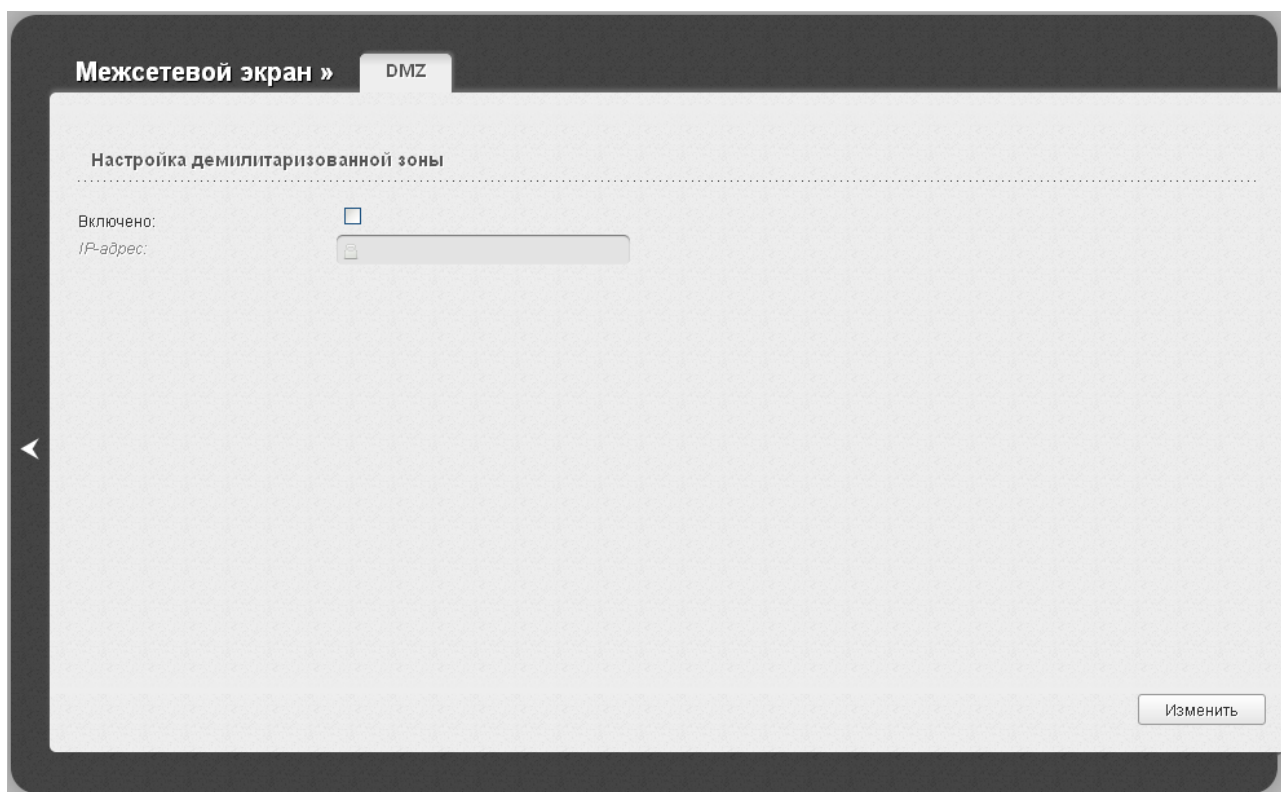 Межсетевой экран » DMZ
Настройка демилитаризованной зоны
Включено:
IP-адрес:
Изменить